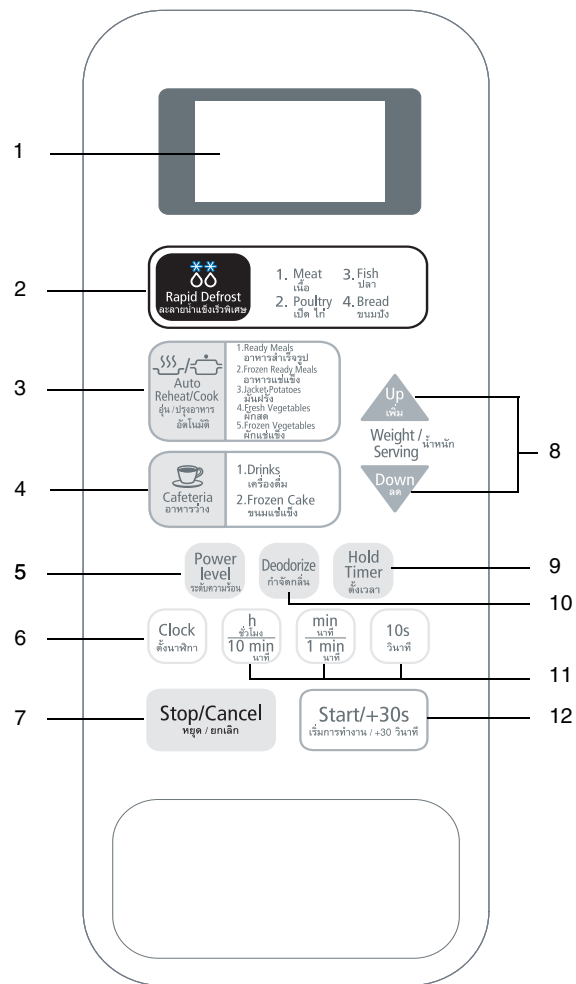 1
2
Rapid Defrost
ละลายน้ำแข็งเร็วพิเศษ
1. Meat
เนื้อ
2. Poultry
เป็ด ไก่
3. Fish
ปลา
4. Bread
ขนมปัง
3
Auto
Reheat/Cook
อุ่น/ปรุงอาหาร
อัตโนมัติ
1.Ready Meals
อาหารสำเร็จรูป
2.Frozen Ready Meals
อาหารแช่แข็ง
3.Jacket Potatoes
มันฝรั่ง
4.Fresh Vegetables
ผักสด
5.Frozen Vegetables
ผักแช่แข็ง
Up
เพิ่ม
Weight / น้ำหนัก
Serving
Down
ลด
8
4
Cafeteria
อาหารว่าง
1.Drinks
เครื่องดื่ม
2.Frozen Cake
ขนมแช่แข็ง
5
Power
level
ระดับความร้อน
Deodorize
กำจัดกลิ่น
Hold
Timer
ตั้งเวลา
9
10
6
Clock
ตั้งนาฬิกา
h
ชั่วโมง
10 min
นาที
min
นาที
1 min
นาที
10s
วินาที
11
7
Stop/Cancel
หยุด / ยกเลิก
Start/+30s
เริ่มการทำงาน / +30 วินาที
12